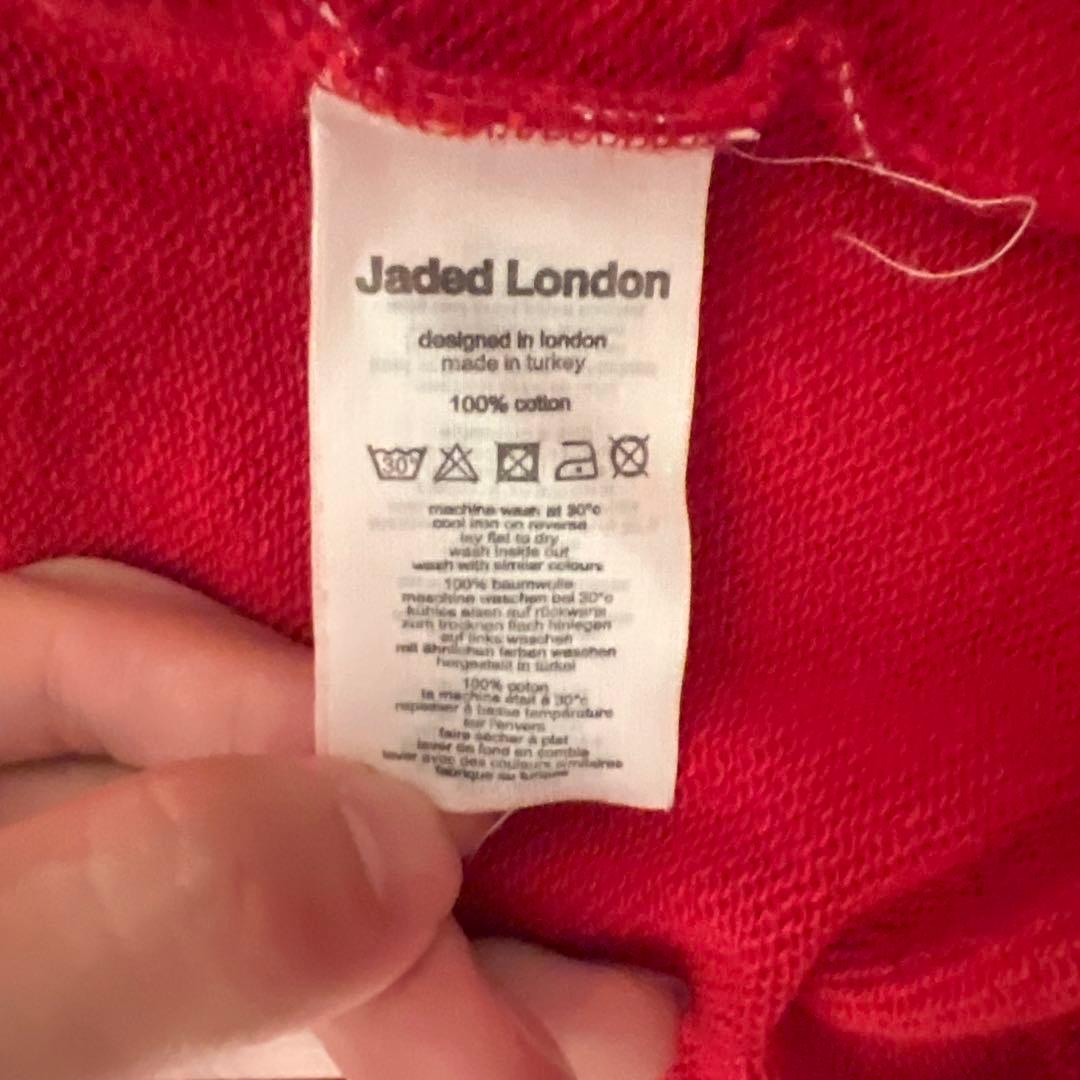 Jaded London
designed in london
made in turkey
100% cotton
30°
machine wash at 30°c
cool iron on reverse
lay flat to dry
wash inside out
wash with similar colours
100% baumwolle
maschine waschen bei 30°c
kühles eisen auf rückwärts
zum trocknen flach hinlegen
auf links waschen
mit ähnlichen farben waschen
hergestellt in turkei
100% coton
la machine était à 30°c
repasser à basse température
sur l'envers
faire sécher à plat
laver de fond en comble
laver avec des couleurs similaires
fabriqué au